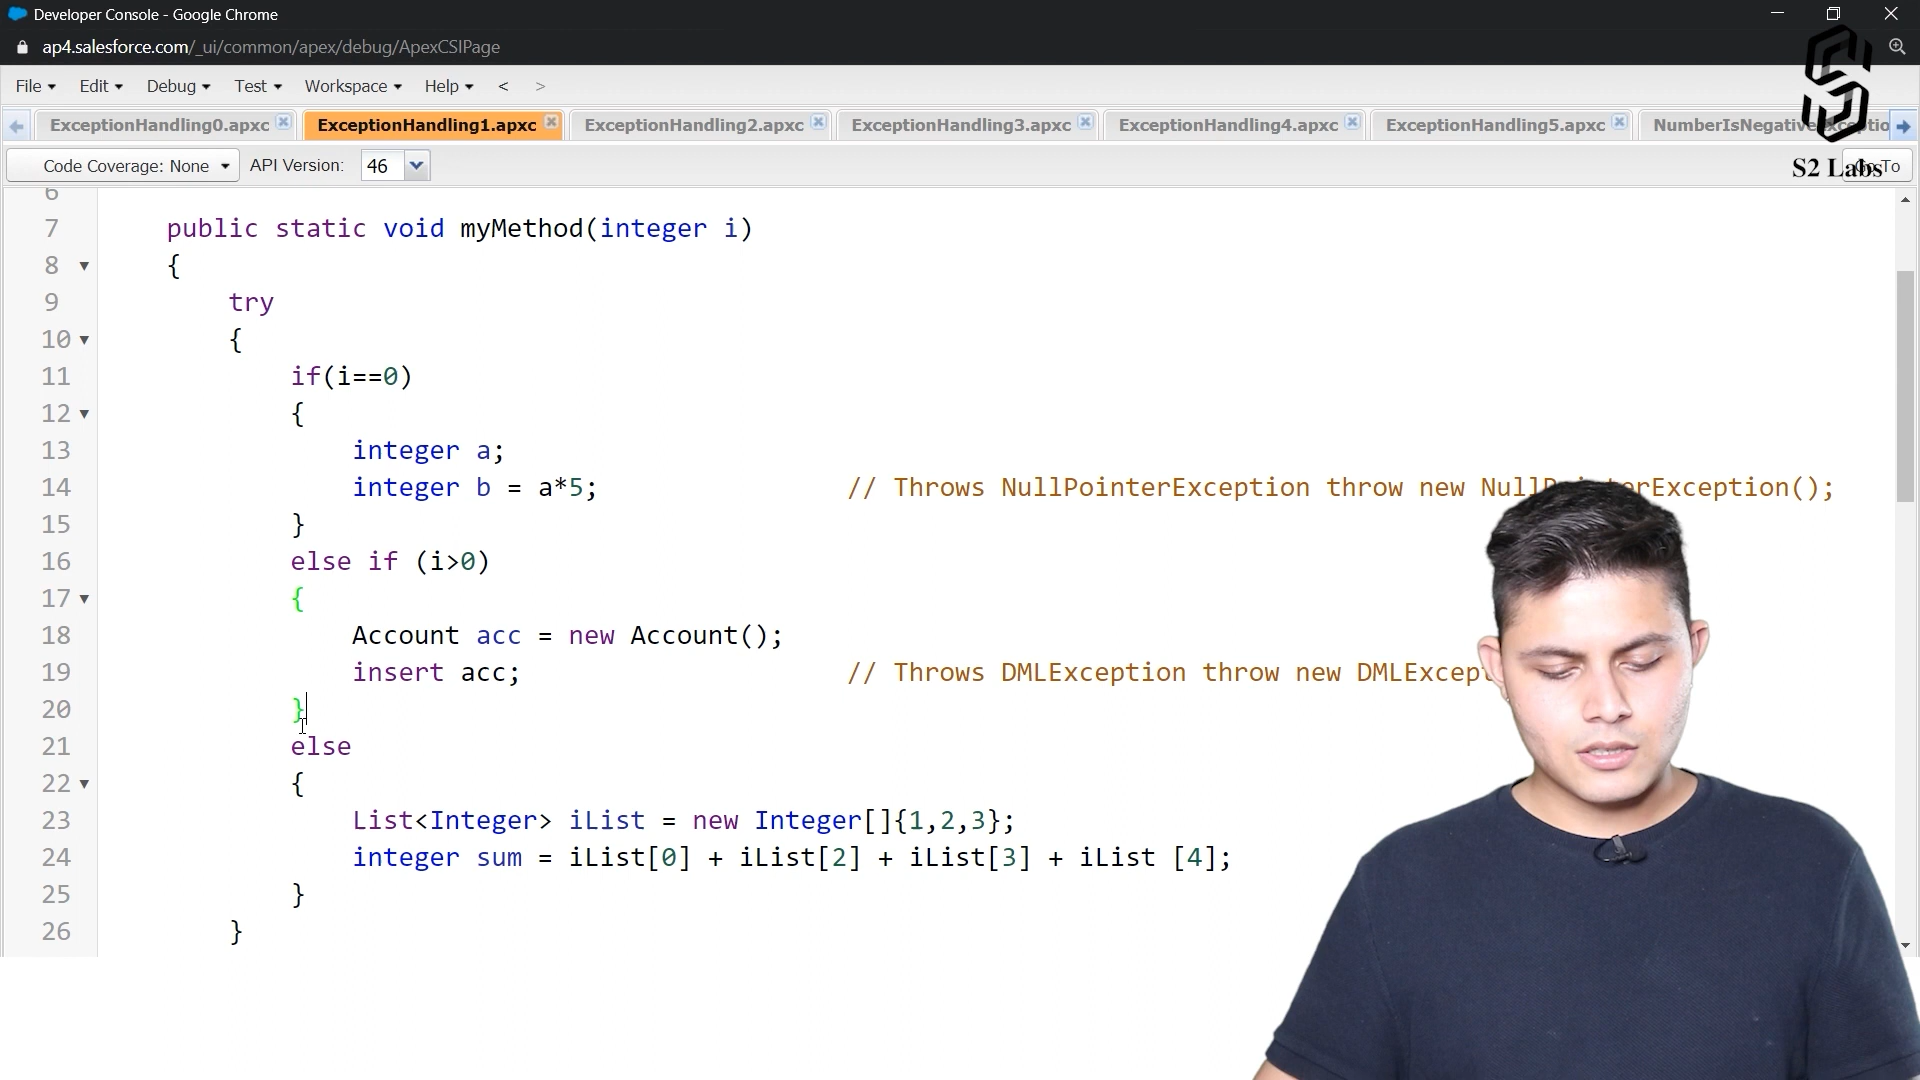 Developer Console - Google Chrome
ap4.salesforce.com/_ui/common/apex/debug/ApexCSIPage
File Edit Debug Test Workspace Help < >
ExceptionHandling0.apxc ExceptionHandling1.apxc ExceptionHandling2.apxc ExceptionHandling3.apxc ExceptionHandling4.apxc ExceptionHandling5.apxc
Code Coverage: None API Version: 46 S2 Labs To
6
7 public static void myMethod(integer i)
8 {
9 try
10 {
11 if(i==0)
12 {
13 integer a;
14 integer b = a*5; // Throws NullPointerException throw new NullPointerException();
15 }
16 else if (i>0)
17 {
18 Account acc = new Account();
19 insert acc; // Throws DMLException throw new DMLExcept
20 }
21 else
22 {
23 List<Integer> iList = new Integer[]{1,2,3};
24 integer sum = iList[0] + iList[2] + iList[3] + iList [4];
25 }
26 }